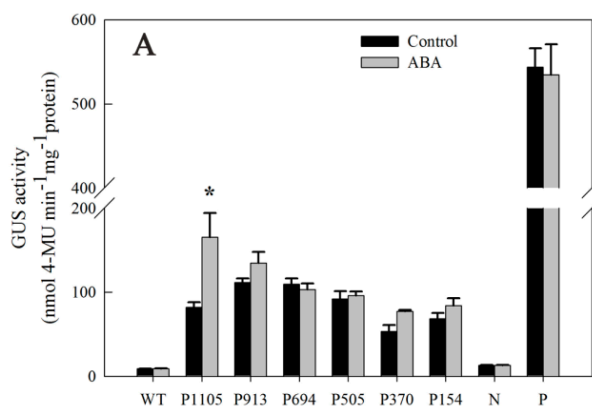 A
Control
ABA
GUS activity
(nmol 4-MU min⁻¹mg⁻¹protein)
600
500
400
200
100
0
*
WT P1105 P913 P694 P505 P370 P154 N P